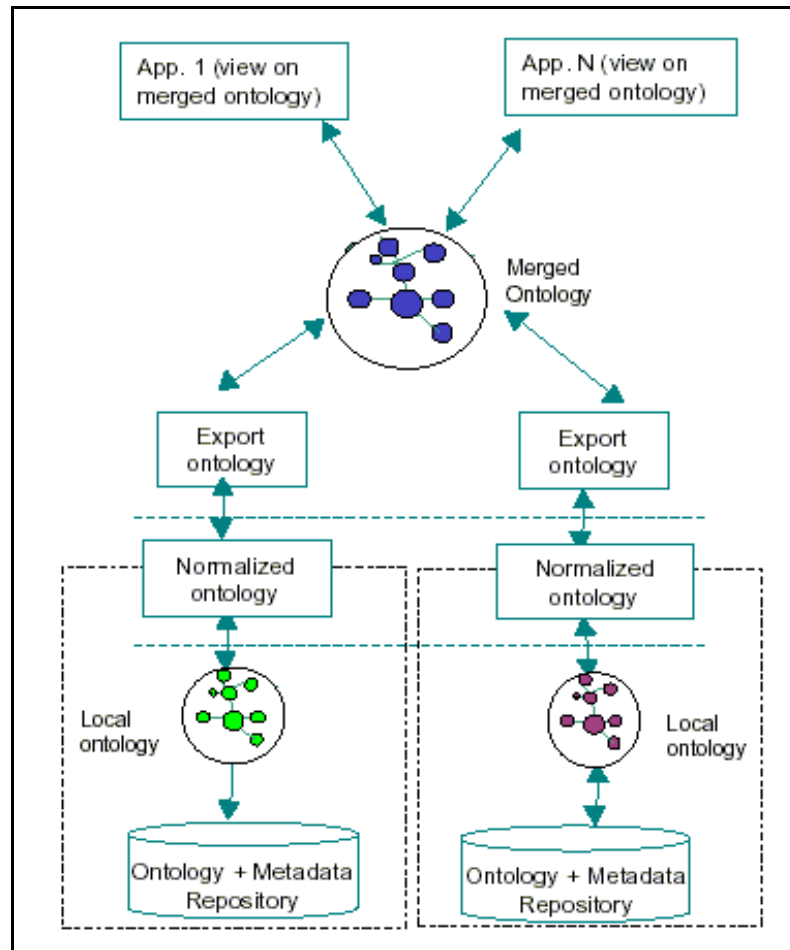 App. 1 (view on
merged ontology)
App. N (view on
merged ontology)
Merged
Ontology
Export
ontology
Export
ontology
Normalized
ontology
Normalized
ontology
Local
ontology
Local
ontology
Ontology + Metadata
Repository
Ontology + Metadata
Repository